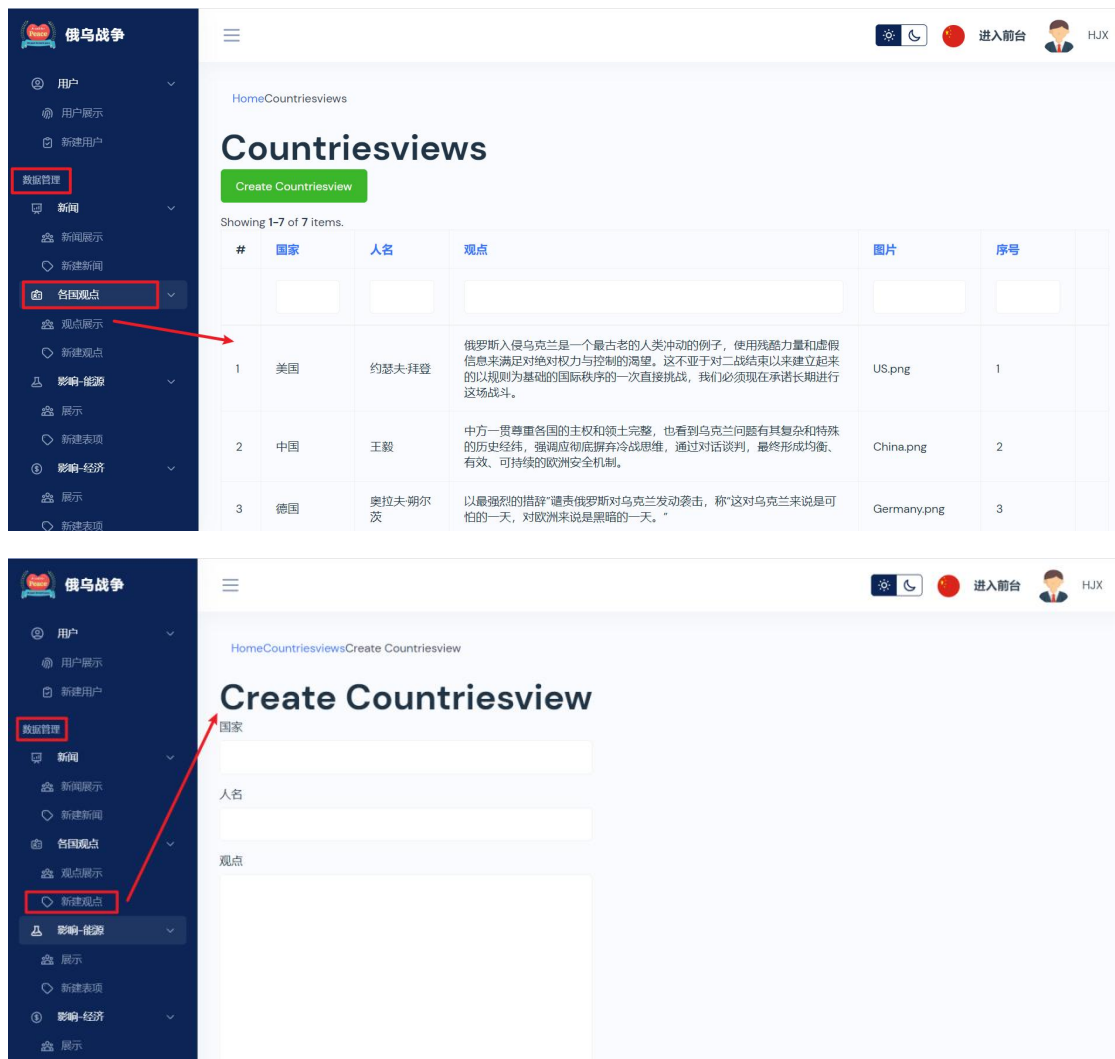 俄乌战争
进入前台
HJX
用户
用户展示
新建用户
数据管理
新闻
新闻展示
新建新闻
各国观点
观点展示
新建观点
影响-能源
展示
新建表项
影响-经济
展示
新建表项
HomeCountriesviews
Countriesviews
Create Countriesview
Showing 1-7 of 7 items.
# 国家 人名 观点 图片 序号
1 美国 约瑟夫·拜登 俄罗斯入侵乌克兰是一个最古老的人类冲动的例子，使用残酷力量和虚假
信息来满足对绝对权力与控制的渴望。这不亚于对二战结束以来建立起来
的以规则为基础的国际秩序的一次直接挑战，我们必须现在承诺长期进行
这场战斗。 US.png 1
2 中国 王毅 中方一贯尊重各国的主权和领土完整，也看到乌克兰问题有其复杂和特殊
的历史经纬，强调应彻底摒弃冷战思维，通过对话谈判，最终形成均衡、
有效、可持续的欧洲安全机制。 China.png 2
3 德国 奥拉夫·朔尔
茨 以最强烈的措辞“谴责俄罗斯对乌克兰发动袭击，称“这对乌克兰来说是可
怕的一天，对欧洲来说是黑暗的一天。” Germany.png 3
俄乌战争
进入前台
HJX
用户
用户展示
新建用户
数据管理
新闻
新闻展示
新建新闻
各国观点
观点展示
新建观点
影响-能源
展示
新建表项
影响-经济
展示
HomeCountriesviewsCreate Countriesview
Create Countriesview
国家
人名
观点